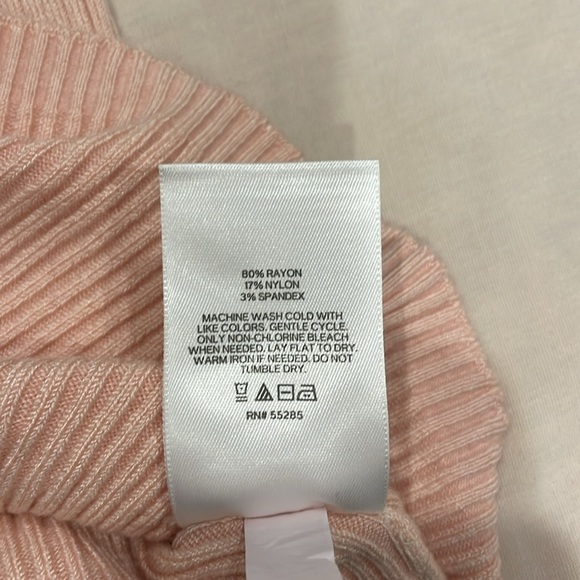 80% RAYON
17% NYLON
3% SPANDEX
MACHINE WASH COLD WITH
LIKE COLORS. GENTLE CYCLE.
ONLY NON-CHLORINE BLEACH
WHEN NEEDED. LAY FLAT TO DRY.
WARM IRON IF NEEDED. DO NOT
TUMBLE DRY.
RN# 55285